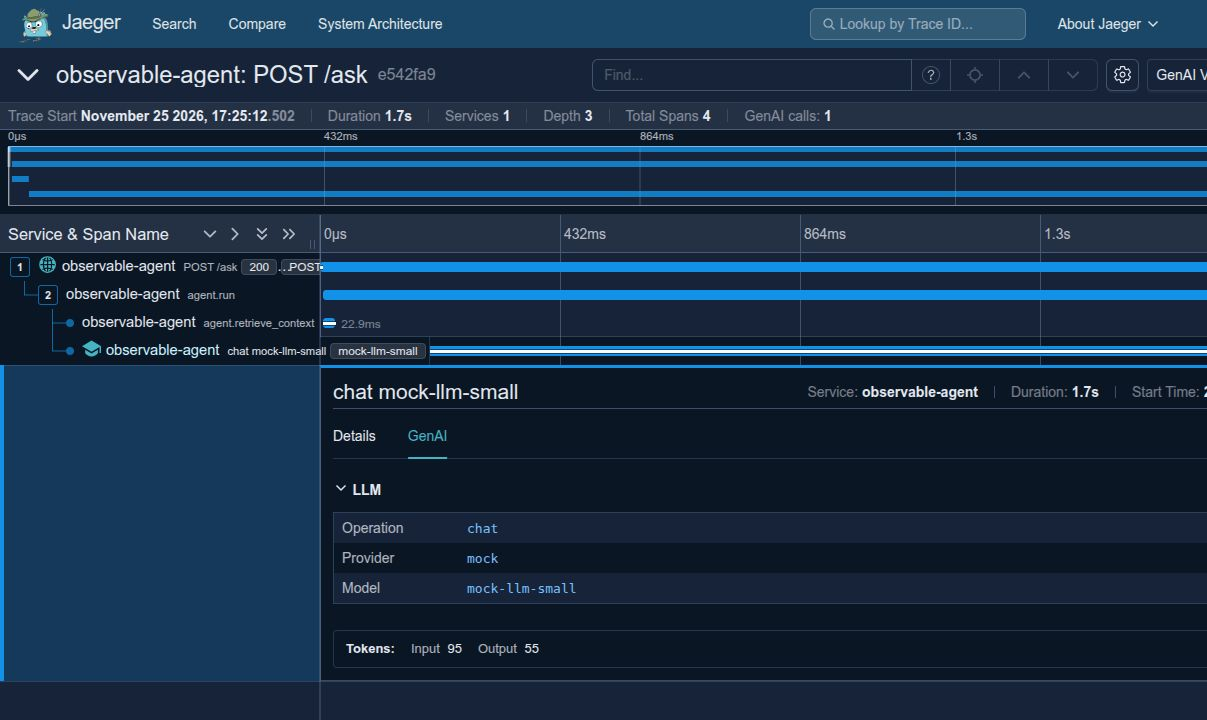 Jaeger Search Compare System Architecture Lookup by Trace ID... About Jaeger
observable-agent: POST /ask e542fa9 Find... ? GenAI V
Trace Start November 25 2026, 17:25:12.502 Duration 1.7s Services 1 Depth 3 Total Spans 4 GenAI calls: 1
0μs 432ms 864ms 1.3s
Service & Span Name 0μs 432ms 864ms 1.3s
1 observable-agent POST /ask 200 ...POST
2 observable-agent agent.run
observable-agent agent.retrieve_context 22.9ms
observable-agent chat mock-llm-small mock-llm-small
chat mock-llm-small Service: observable-agent Duration: 1.7s Start Time:
Details GenAI
LLM
Operation chat
Provider mock
Model mock-llm-small
Tokens: Input 95 Output 55